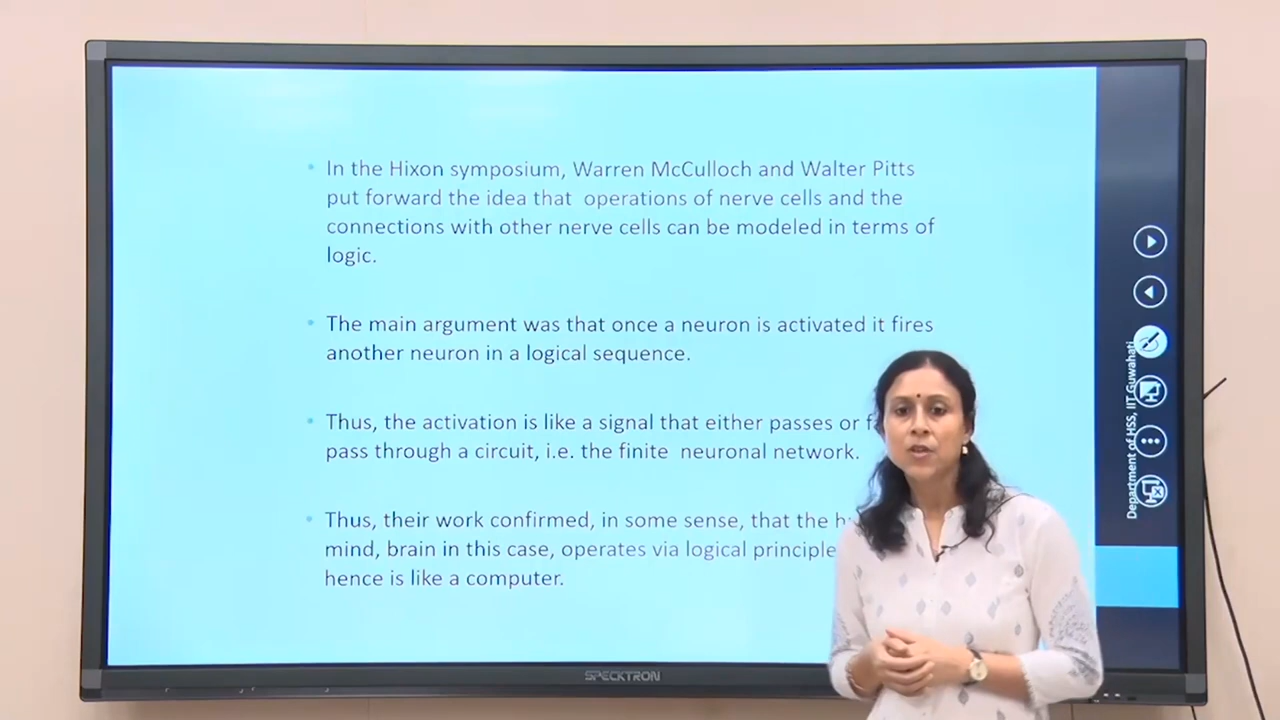 • In the Hixon symposium, Warren McCulloch and Walter Pitts
put forward the idea that operations of nerve cells and the
connections with other nerve cells can be modeled in terms of
logic.
• The main argument was that once a neuron is activated it fires
another neuron in a logical sequence.
• Thus, the activation is like a signal that either passes or
pass through a circuit, i.e. the finite neuronal network.
• Thus, their work confirmed, in some sense, that the
mind, brain in this case, operates via logical
hence is like a computer.
Department of HSS, IIT Guwahati
SPECKTRON